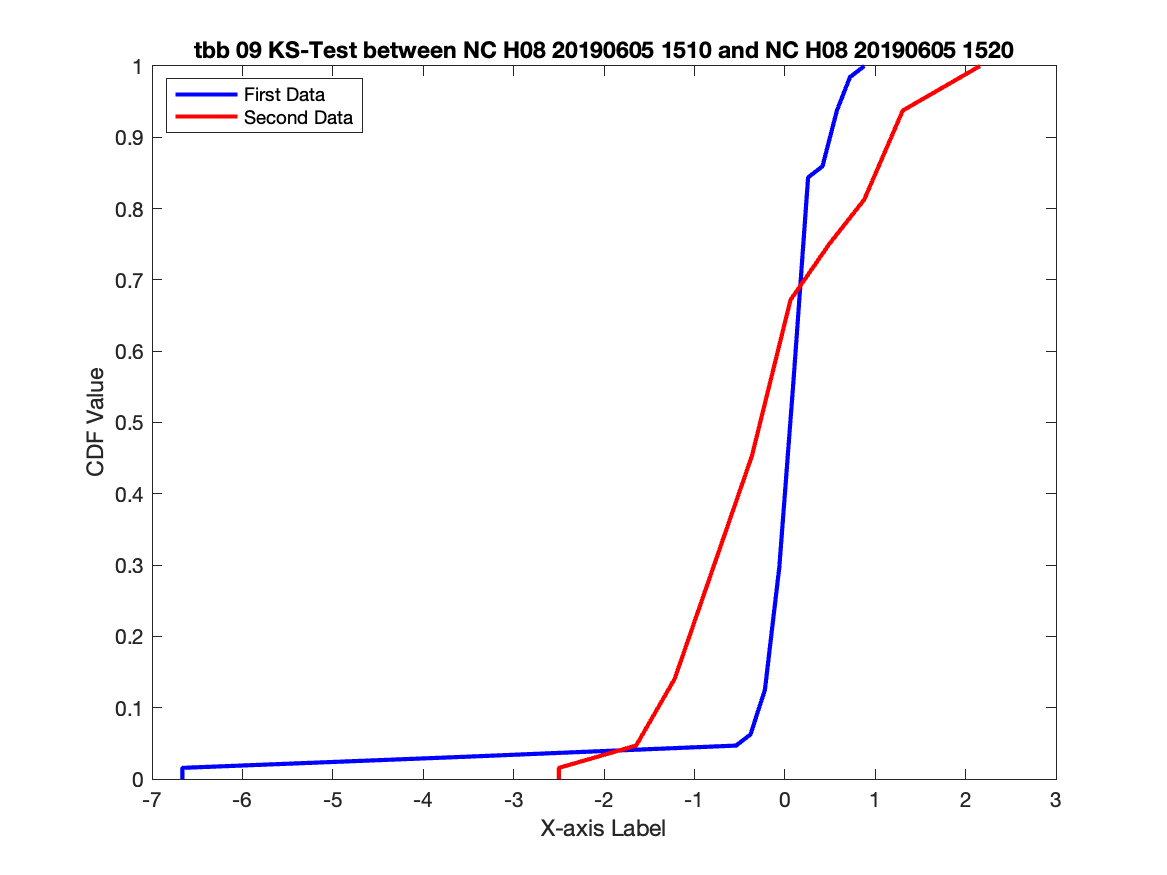 tbb 09 KS-Test between NC H08 20190605 1510 and NC H08 20190605 1520
First Data
Second Data
1
0.9
0.8
0.7
0.6
0.5
0.4
0.3
0.2
0.1
0
CDF Value
-7 -6 -5 -4 -3 -2 -1 0 1 2 3
X-axis Label